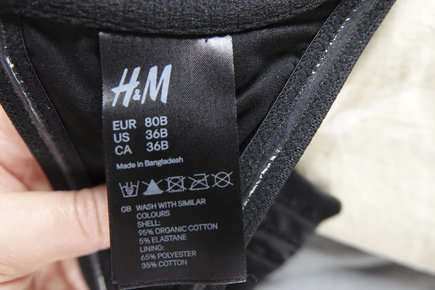 H&M
EUR 80B
US 36B
CA 36B
Made in Bangladesh
GB WASH WITH SIMILAR
COLOURS
SHELL:
95% ORGANIC COTTON
5% ELASTANE
LINING:
65% POLYESTER
35% COTTON